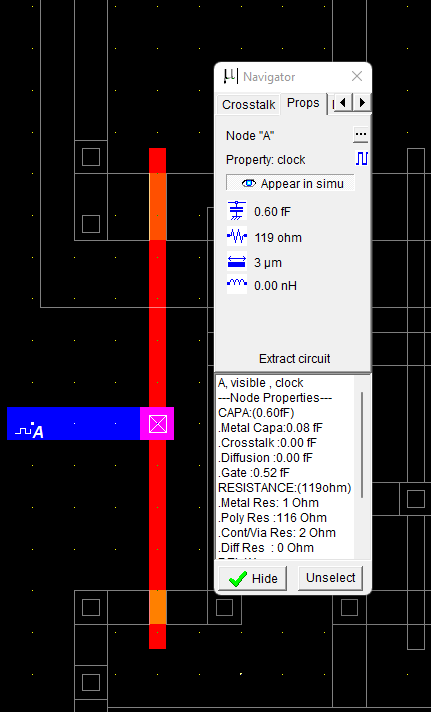 Navigator
Crosstalk Props
Node "A" ...
Property: clock
Appear in simu
0.60 fF
119 ohm
3 µm
0.00 nH
Extract circuit
A, visible , clock
---Node Properties---
CAPA:(0.60fF)
.Metal Capa:0.08 fF
.Crosstalk :0.00 fF
.Diffusion :0.00 fF
.Gate :0.52 fF
RESISTANCE:(119ohm)
.Metal Res: 1 Ohm
.Poly Res :116 Ohm
.Cont/Via Res: 2 Ohm
.Diff Res : 0 Ohm
Hide Unselect
A